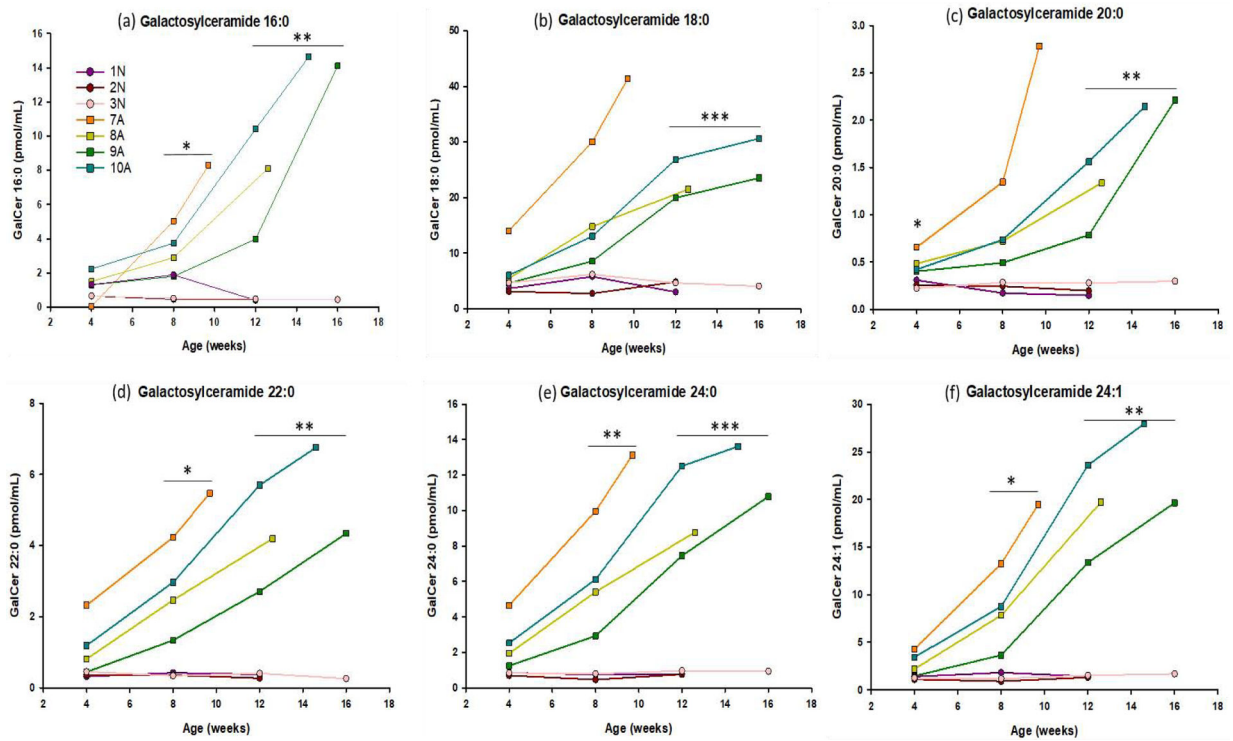 (a) Galactosylceramide 16:0
GalCer 16:0 (pmol/mL)
16
14
12
10
8
6
4
2
0
1N
2N
3N
7A
8A
9A
10A
*
**
2 4 6 8 10 12 14 16 18
Age (weeks)
(b) Galactosylceramide 18:0
GalCer 18:0 (pmol/mL)
50
40
30
20
10
0
***
2 4 6 8 10 12 14 16 18
Age (weeks)
(c) Galactosylceramide 20:0
GalCer 20:0 (pmol/mL)
3.0
2.5
2.0
1.5
1.0
0.5
0.0
*
**
2 4 6 8 10 12 14 16 18
Age (weeks)
(d) Galactosylceramide 22:0
GalCer 22:0 (pmol/mL)
8
6
4
2
0
*
**
2 4 6 8 10 12 14 16 18
Age (weeks)
(e) Galactosylceramide 24:0
GalCer 24:0 (pmol/mL)
16
14
12
10
8
6
4
2
0
**
***
2 4 6 8 10 12 14 16 18
Age (weeks)
(f) Galactosylceramide 24:1
GalCer 24:1 (pmol/mL)
30
25
20
15
10
5
0
*
**
2 4 6 8 10 12 14 16 18
Age (weeks)